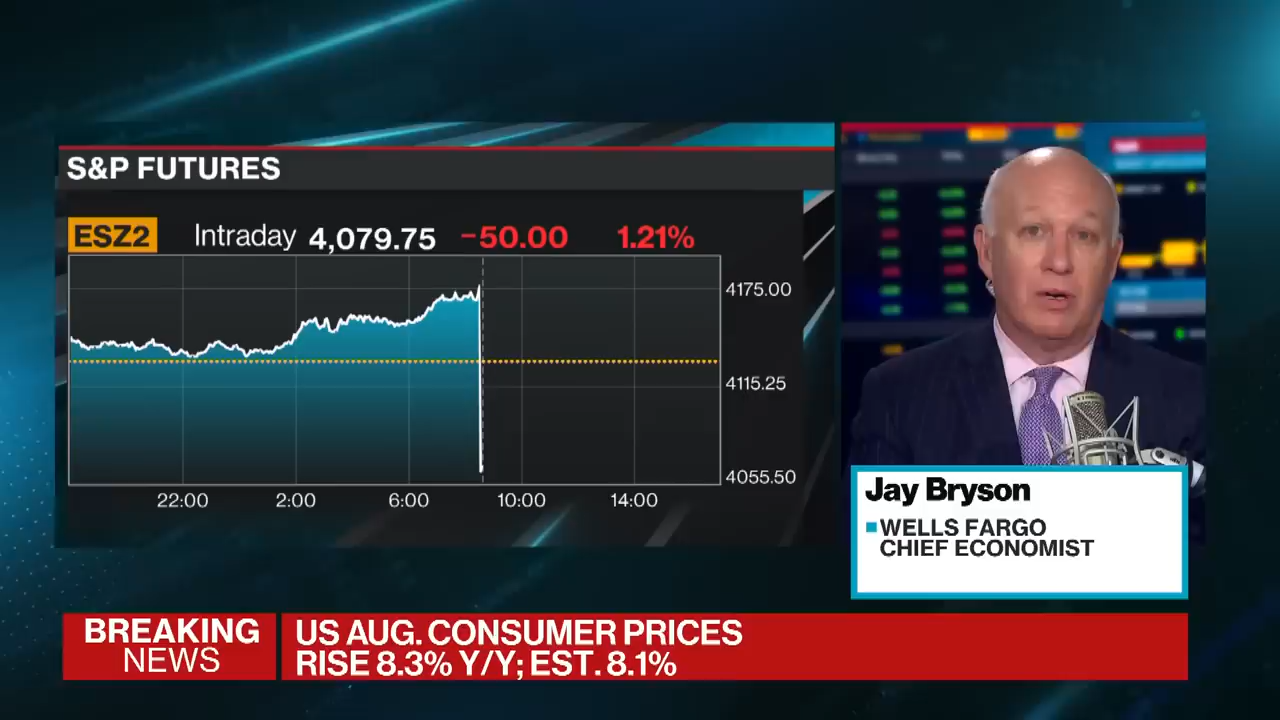 S&P FUTURES
ESZ2 Intraday 4,079.75 -50.00 1.21%
4175.00
4115.25
4055.50
22:00 2:00 6:00 10:00 14:00
Jay Bryson
WELLS FARGO
CHIEF ECONOMIST
BREAKING
NEWS
US AUG. CONSUMER PRICES
RISE 8.3% Y/Y; EST. 8.1%